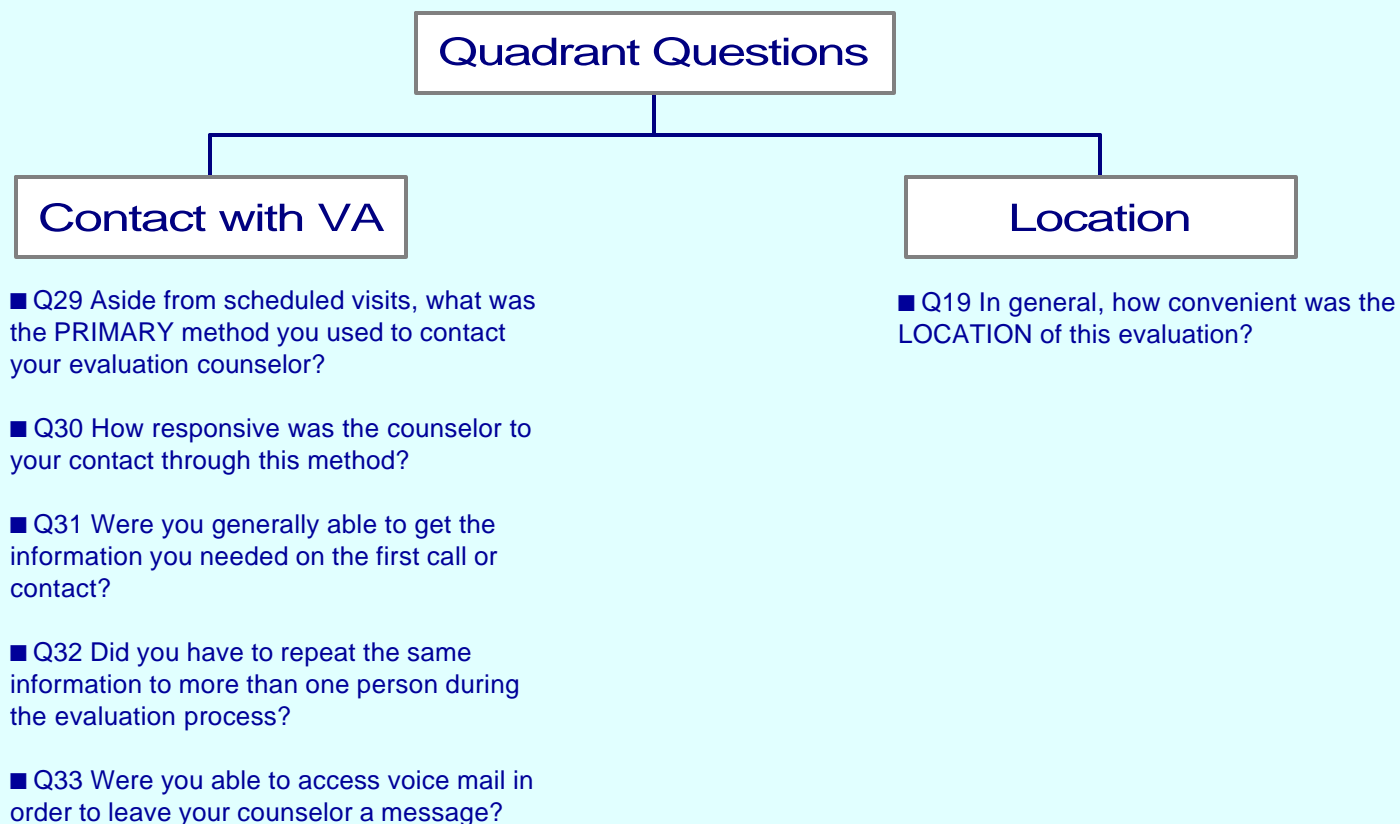 Quadrant Questions
Contact with VA
■ Q29 Aside from scheduled visits, what was
the PRIMARY method you used to contact
your evaluation counselor?
■ Q30 How responsive was the counselor to
your contact through this method?
■ Q31 Were you generally able to get the
information you needed on the first call or
contact?
■ Q32 Did you have to repeat the same
information to more than one person during
the evaluation process?
■ Q33 Were you able to access voice mail in
order to leave your counselor a message?
Location
■ Q19 In general, how convenient was the
LOCATION of this evaluation?